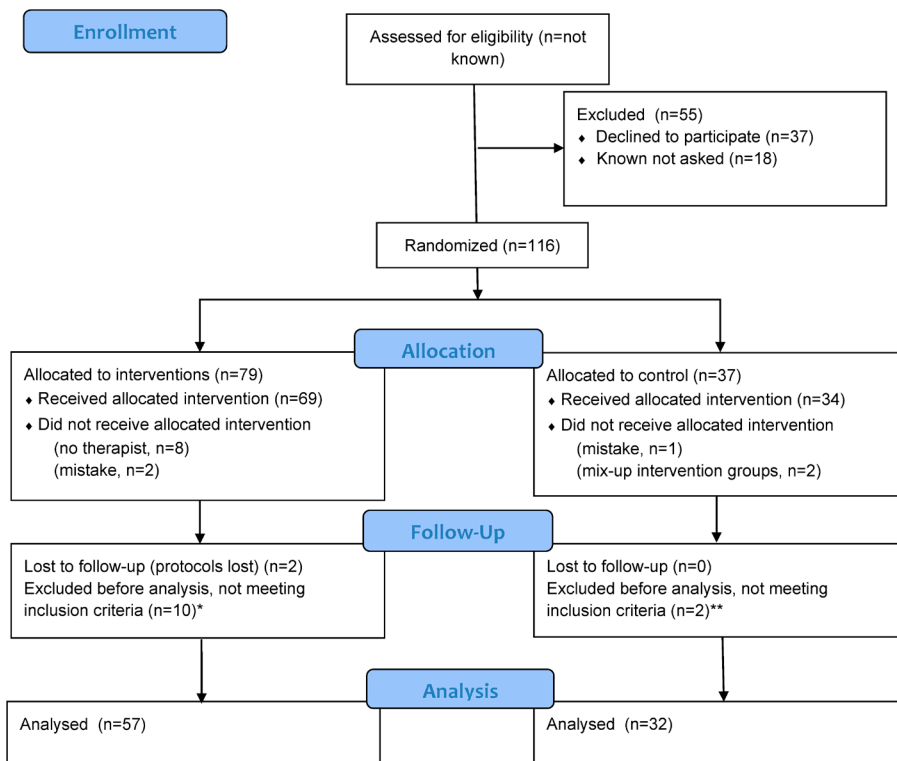 Enrollment
Assessed for eligibility (n=not
known)
Excluded (n=55)
♦ Declined to participate (n=37)
♦ Known not asked (n=18)
Randomized (n=116)
Allocation
Allocated to interventions (n=79)
♦ Received allocated intervention (n=69)
♦ Did not receive allocated intervention
(no therapist, n=8)
(mistake, n=2)
Allocated to control (n=37)
♦ Received allocated intervention (n=34)
♦ Did not receive allocated intervention
(mistake, n=1)
(mix-up intervention groups, n=2)
Follow-Up
Lost to follow-up (protocols lost) (n=2)
Excluded before analysis, not meeting
inclusion criteria (n=10)*
Lost to follow-up (n=0)
Excluded before analysis, not meeting
inclusion criteria (n=2)**
Analysis
Analysed (n=57)
Analysed (n=32)